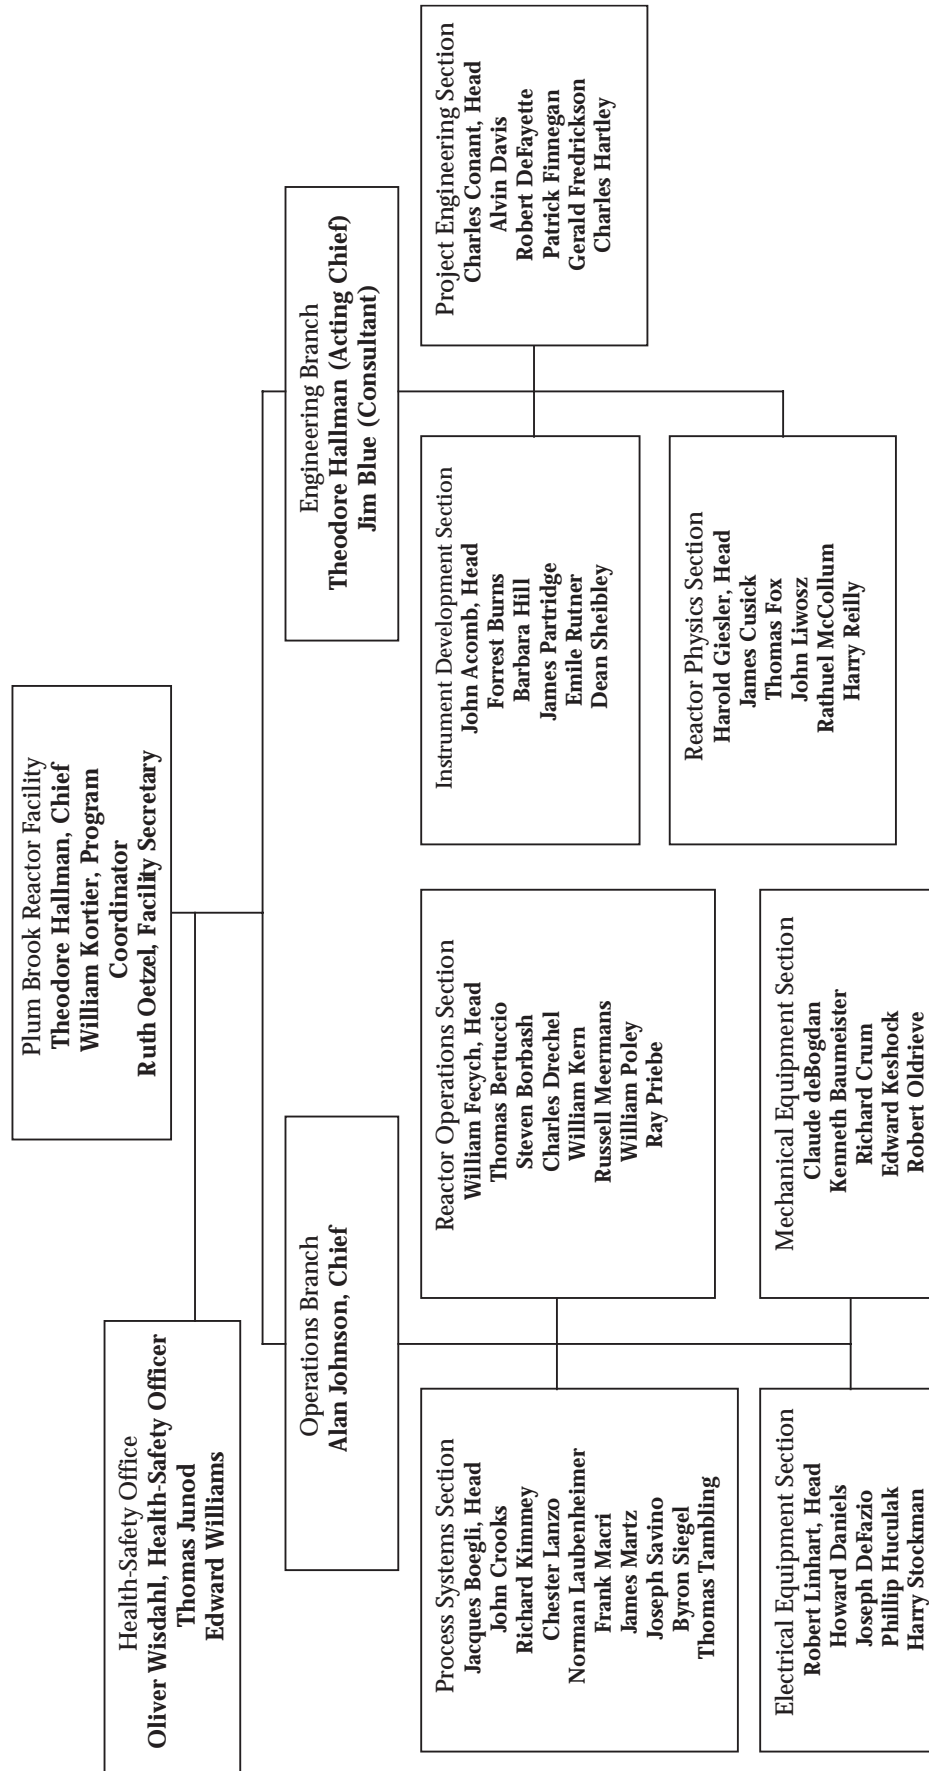 Plum Brook Reactor Facility
Theodore Hallman, Chief
William Kortier, Program
Coordinator
Ruth Oetzel, Facility Secretary
Health-Safety Office
Oliver Wisdahl, Health-Safety Officer
Thomas Junod
Edward Williams
Operations Branch
Alan Johnson, Chief
Engineering Branch
Theodore Hallman (Acting Chief)
Jim Blue (Consultant)
Process Systems Section
Jacques Boegli, Head
John Crooks
Richard Kimmey
Chester Lanzo
Norman Laubenheimer
Frank Macri
James Martz
Joseph Savino
Byron Siegel
Thomas Tambling
Reactor Operations Section
William Fecych, Head
Thomas Bertuccio
Steven Borbash
Charles Drechel
William Kern
Russell Meermans
William Poley
Ray Priebe
Instrument Development Section
John Acomb, Head
Forrest Burns
Barbara Hill
James Partridge
Emile Rutner
Dean Sheibley
Project Engineering Section
Charles Conant, Head
Alvin Davis
Robert DeFayette
Patrick Finnegan
Gerald Fredrickson
Charles Hartley
Electrical Equipment Section
Robert Linhart, Head
Howard Daniels
Joseph DeFazio
Phillip Huculak
Harry Stockman
Mechanical Equipment Section
Claude deBogdan
Kenneth Baumeister
Richard Crum
Edward Keshock
Robert Oldrieve
Reactor Physics Section
Harold Giesler, Head
James Cusick
Thomas Fox
John Liwosz
Rathuel McCollum
Harry Reilly